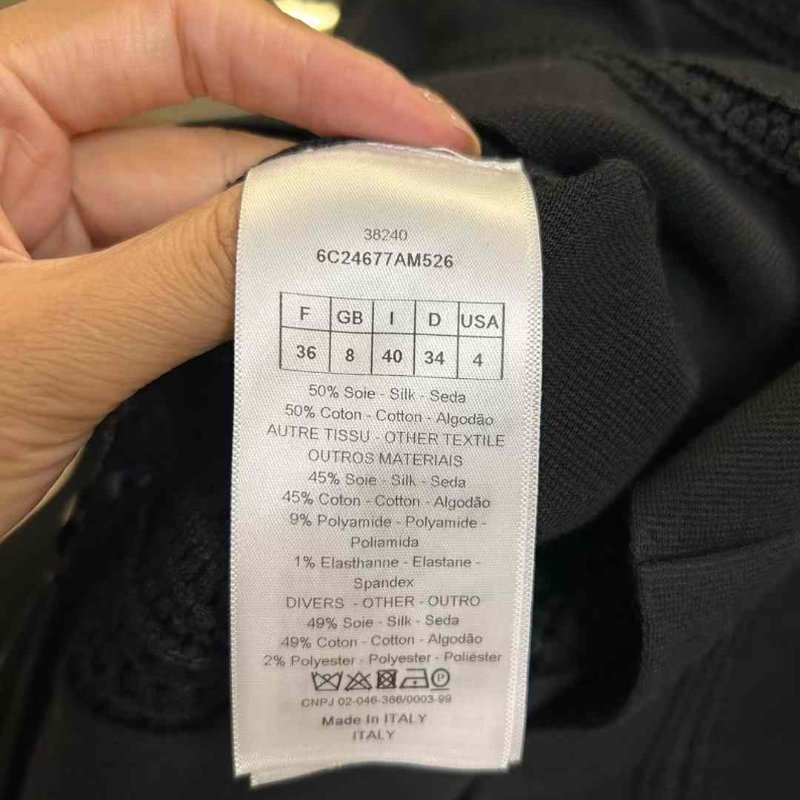 38240
6C24677AM526
F GB I D USA
36 8 40 34 4
50% Soie - Silk - Seda
50% Coton - Cotton - Algodão
AUTRE TISSU - OTHER TEXTILE
OUTROS MATERIAIS
45% Soie - Silk - Seda
45% Coton - Cotton - Algodão
9% Polyamide - Polyamide -
Poliamida
1% Elasthanne - Elastane -
Spandex
DIVERS - OTHER - OUTRO
49% Soie - Silk - Seda
49% Coton - Cotton - Algodão
2% Polyester - Polyester - Poliéster
P
CNPJ 02-046-366/0003-99
Made In ITALY
ITALY